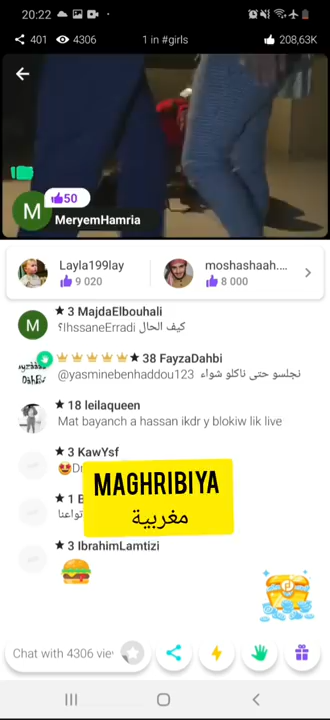 20:22
401 4306 1 in #girls 208,63K
50
M MeryemHamria
Layla199lay moshashaah....
9 020 8 000
3 MajdaElbouhali
M كيف الحال IhssaneErradi؟
38 FayzaDahbi
@yasminebenhaddou123 نجلسو حتى ناكلو شواء
18 leilaqueen
Mat bayanch a hassan ikdr y blokiw lik live
3 KawYsf
MAGHRIBIYA
مغربية
3 IbrahimLamtizi
Chat with 4306 vie